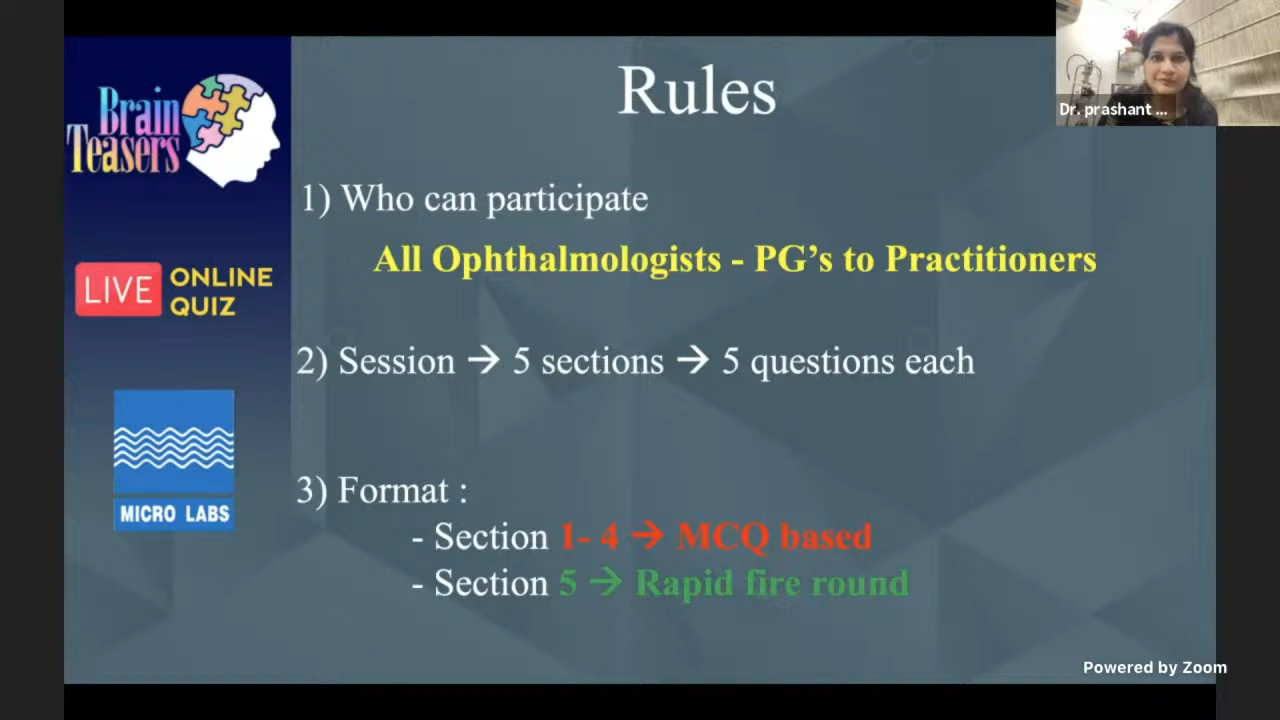 Rules
Brain
Teasers
Dr. prashant ...
1) Who can participate
All Ophthalmologists - PG’s to Practitioners
LIVE ONLINE
QUIZ
2) Session → 5 sections → 5 questions each
3) Format :
- Section 1- 4 → MCQ based
- Section 5 → Rapid fire round
MICRO LABS
Powered by Zoom